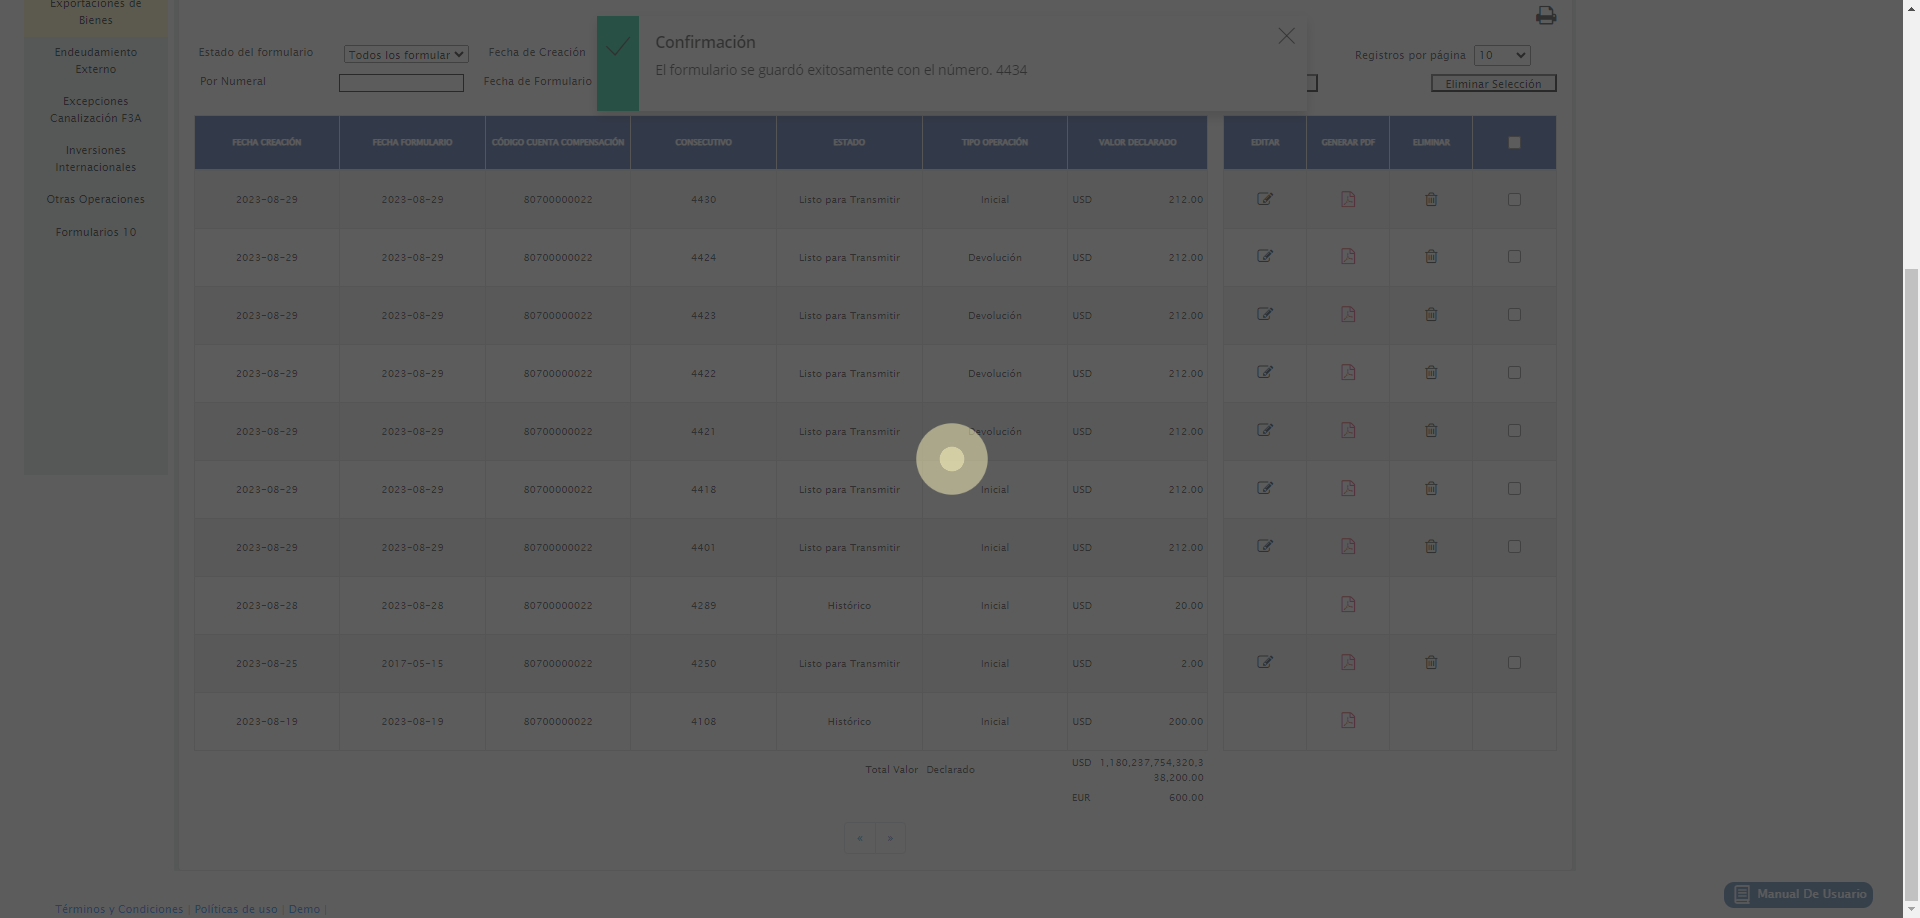 Exportaciones de
Bienes
Endeudamiento
Externo
Excepciones
Canalización F3A
Inversiones
Internacionales
Otras Operaciones
Formularios 10
Confirmación
El formulario se guardó exitosamente con el número. 4434
Estado del formulario Todos los formular Fecha de Creación Registros por página 10
Por Numeral Fecha de Formulario Eliminar Selección
FECHA CREACIÓN FECHA FORMULARIO CÓDIGO CUENTA COMPENSACIÓN CONSECUTIVO ESTADO TIPO OPERACIÓN VALOR DECLARADO EDITAR GENERAR PDF ELIMINAR
2023-08-29 2023-08-29 80700000022 4430 Listo para Transmitir Inicial USD 212.00
2023-08-29 2023-08-29 80700000022 4424 Listo para Transmitir Devolución USD 212.00
2023-08-29 2023-08-29 80700000022 4423 Listo para Transmitir Devolución USD 212.00
2023-08-29 2023-08-29 80700000022 4422 Listo para Transmitir Devolución USD 212.00
2023-08-29 2023-08-29 80700000022 4421 Listo para Transmitir Devolución USD 212.00
2023-08-29 2023-08-29 80700000022 4418 Listo para Transmitir Inicial USD 212.00
2023-08-29 2023-08-29 80700000022 4401 Listo para Transmitir Inicial USD 212.00
2023-08-28 2023-08-28 80700000022 4289 Histórico Inicial USD 20.00
2023-08-25 2017-05-15 80700000022 4250 Listo para Transmitir Inicial USD 2.00
2023-08-19 2023-08-19 80700000022 4108 Histórico Inicial USD 200.00
Total Valor Declarado USD 1,180,237,754,320,3
38,200.00
EUR 600.00
« »
Manual De Usuario
Términos y Condiciones | Políticas de uso | Demo |